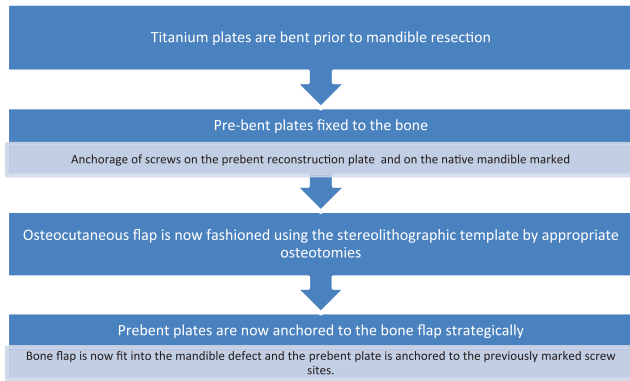 Titanium plates are bent prior to mandible resection
Pre-bent plates fixed to the bone
Anchorage of screws on the prebent reconstruction plate and on the native mandible marked
Osteocutaneous flap is now fashioned using the stereolithographic template by appropriate
osteotomies
Prebent plates are now anchored to the bone flap strategically
Bone flap is now fit into the mandible defect and the prebent plate is anchored to the previously marked screw
sites.